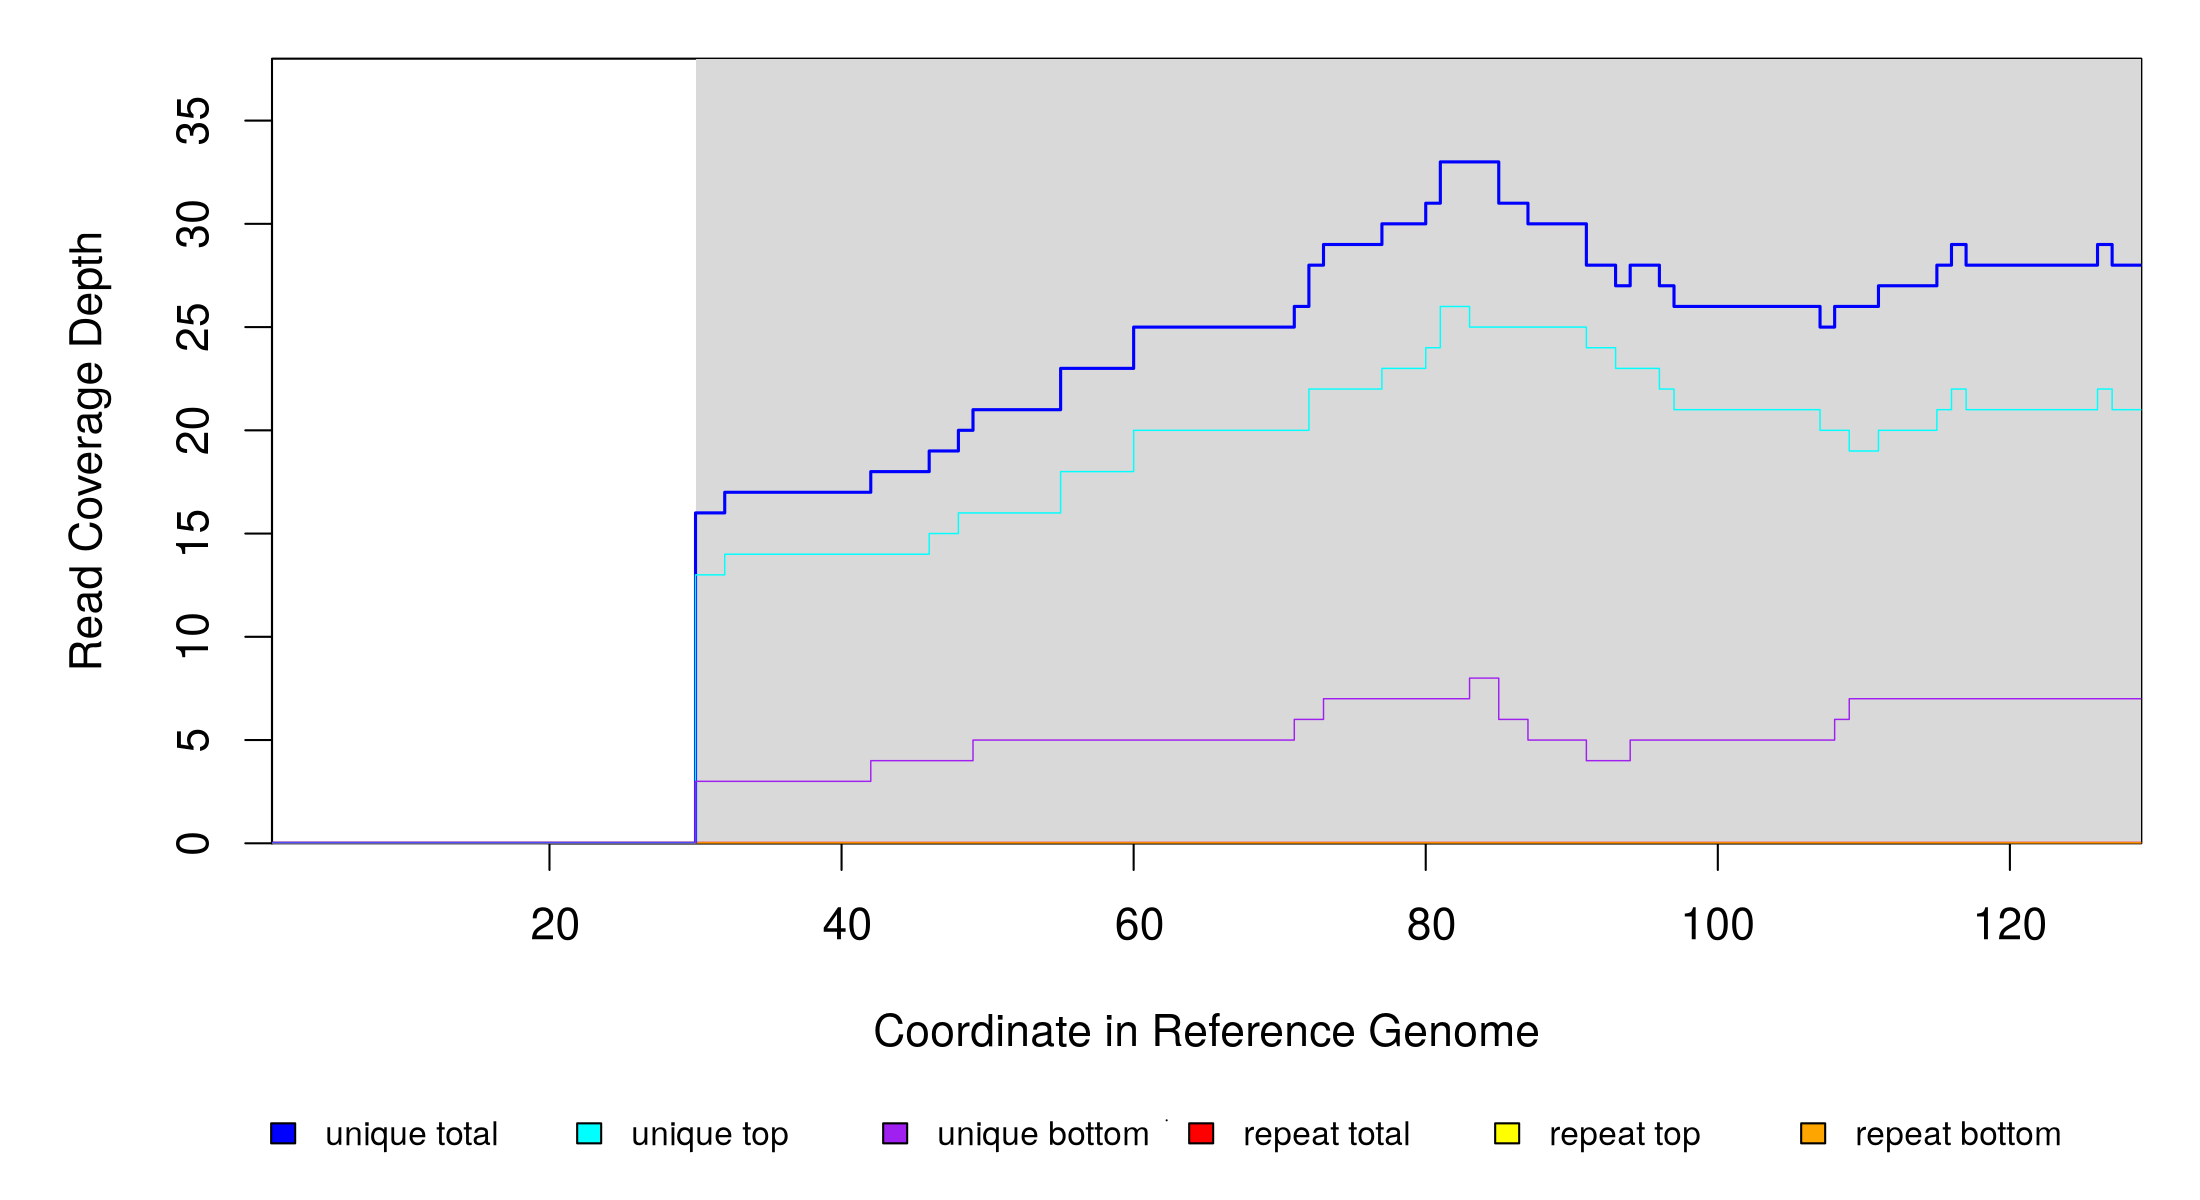 Read Coverage Depth
35
30
25
20
15
10
5
0
20 40 60 80 100 120
Coordinate in Reference Genome
unique total unique top unique bottom repeat total repeat top repeat bottom